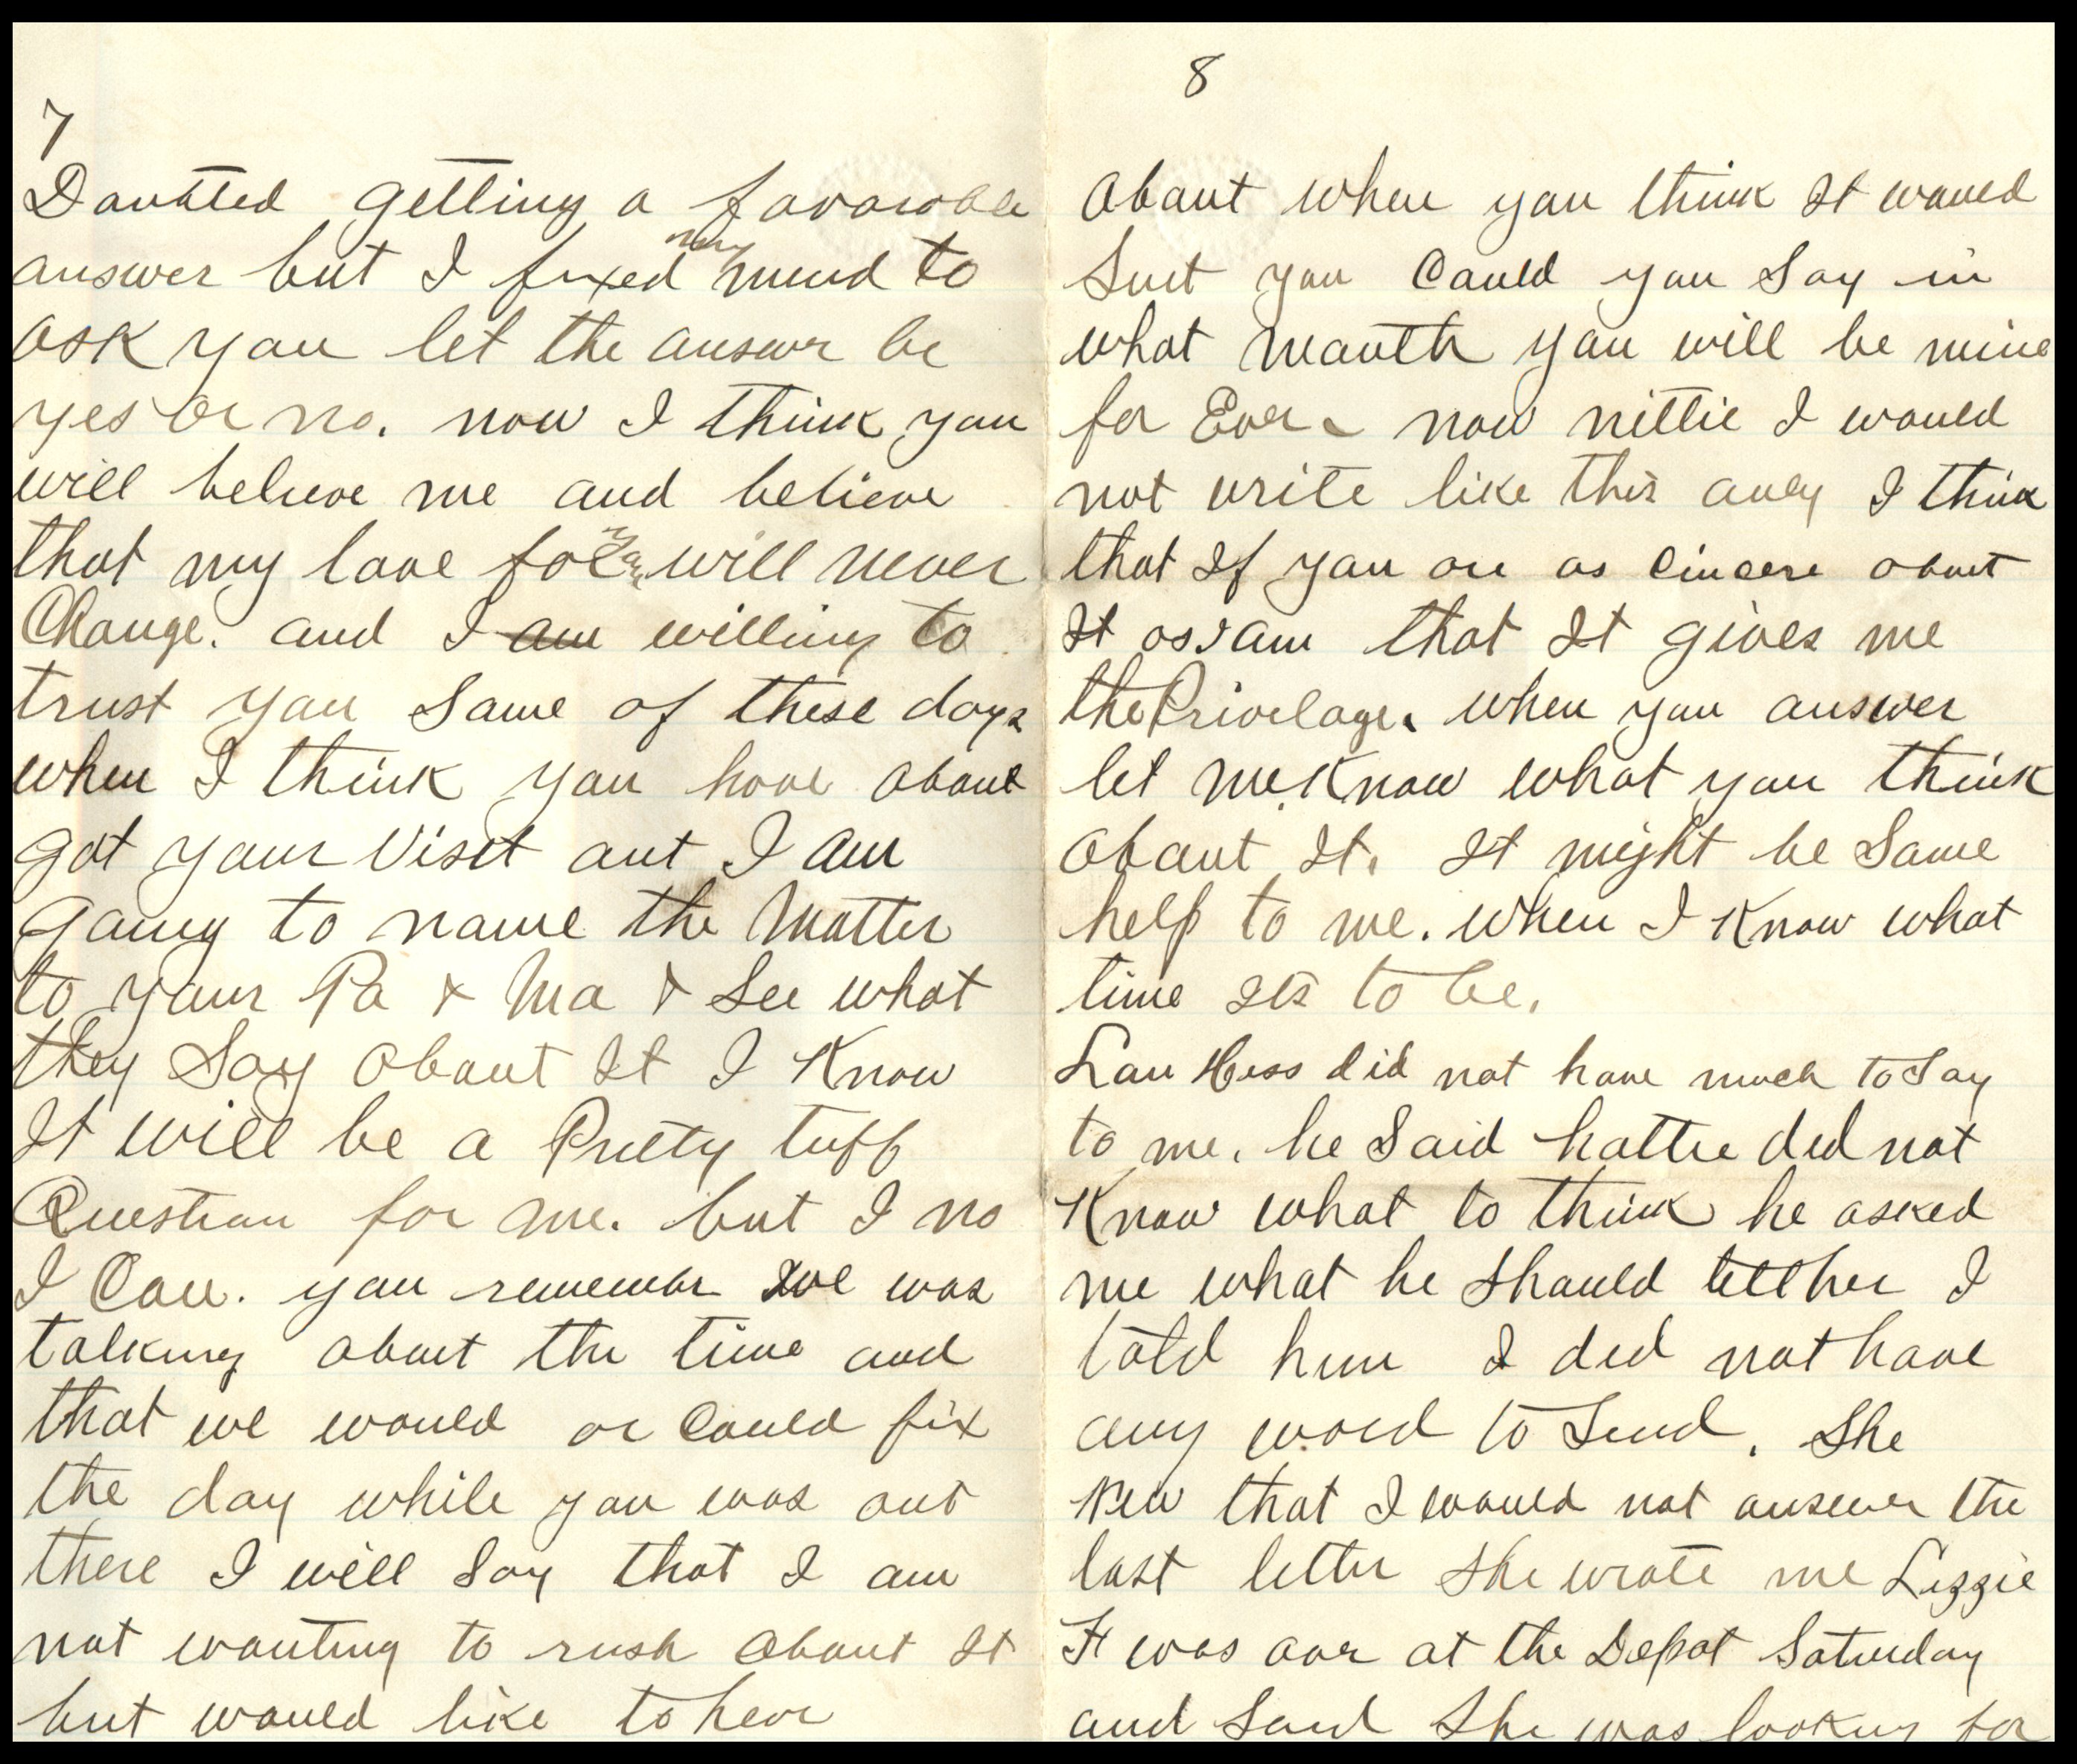 7
Doubted getting a favorable
answer but I fixed my mind to
ask you let the answr be
yes or no. now I think you
will believe me and believe
that my love for you will never
Change. and I am willing to
trust you Some of these days
when I think you have about
got your Visit out I am
going to name the Matter
to your Pa & Ma & See what
they Say about It I Know
It will be a Pretty tuff
Question for me. but I no
I Can. you remembr we was
talking about the time and
that we would or Could fix
the day while you was out
there I will Say that I am
not wanting to rush about It
but would like to hear
8
About when you think It would
Suit you Could you Say in
what Month you will be mine
for Ever. now nittie I would
not write like this only I think
that If you are as Cincere about
It as I am that It gives me
the Privelage. when you answer
let me Know what you think
About It. It might be Some
help to me. when I Know what
time Its to be.
Lou Hess did not have much to Say
to me. he Said hattie did not
Know what to think he asked
me what he Should tell her I
told him I did not have
any word to Send. She
New that I would not answer the
last letter She wrote me Lizzie
H was over at the Depot Saturday
and Said She was looking for